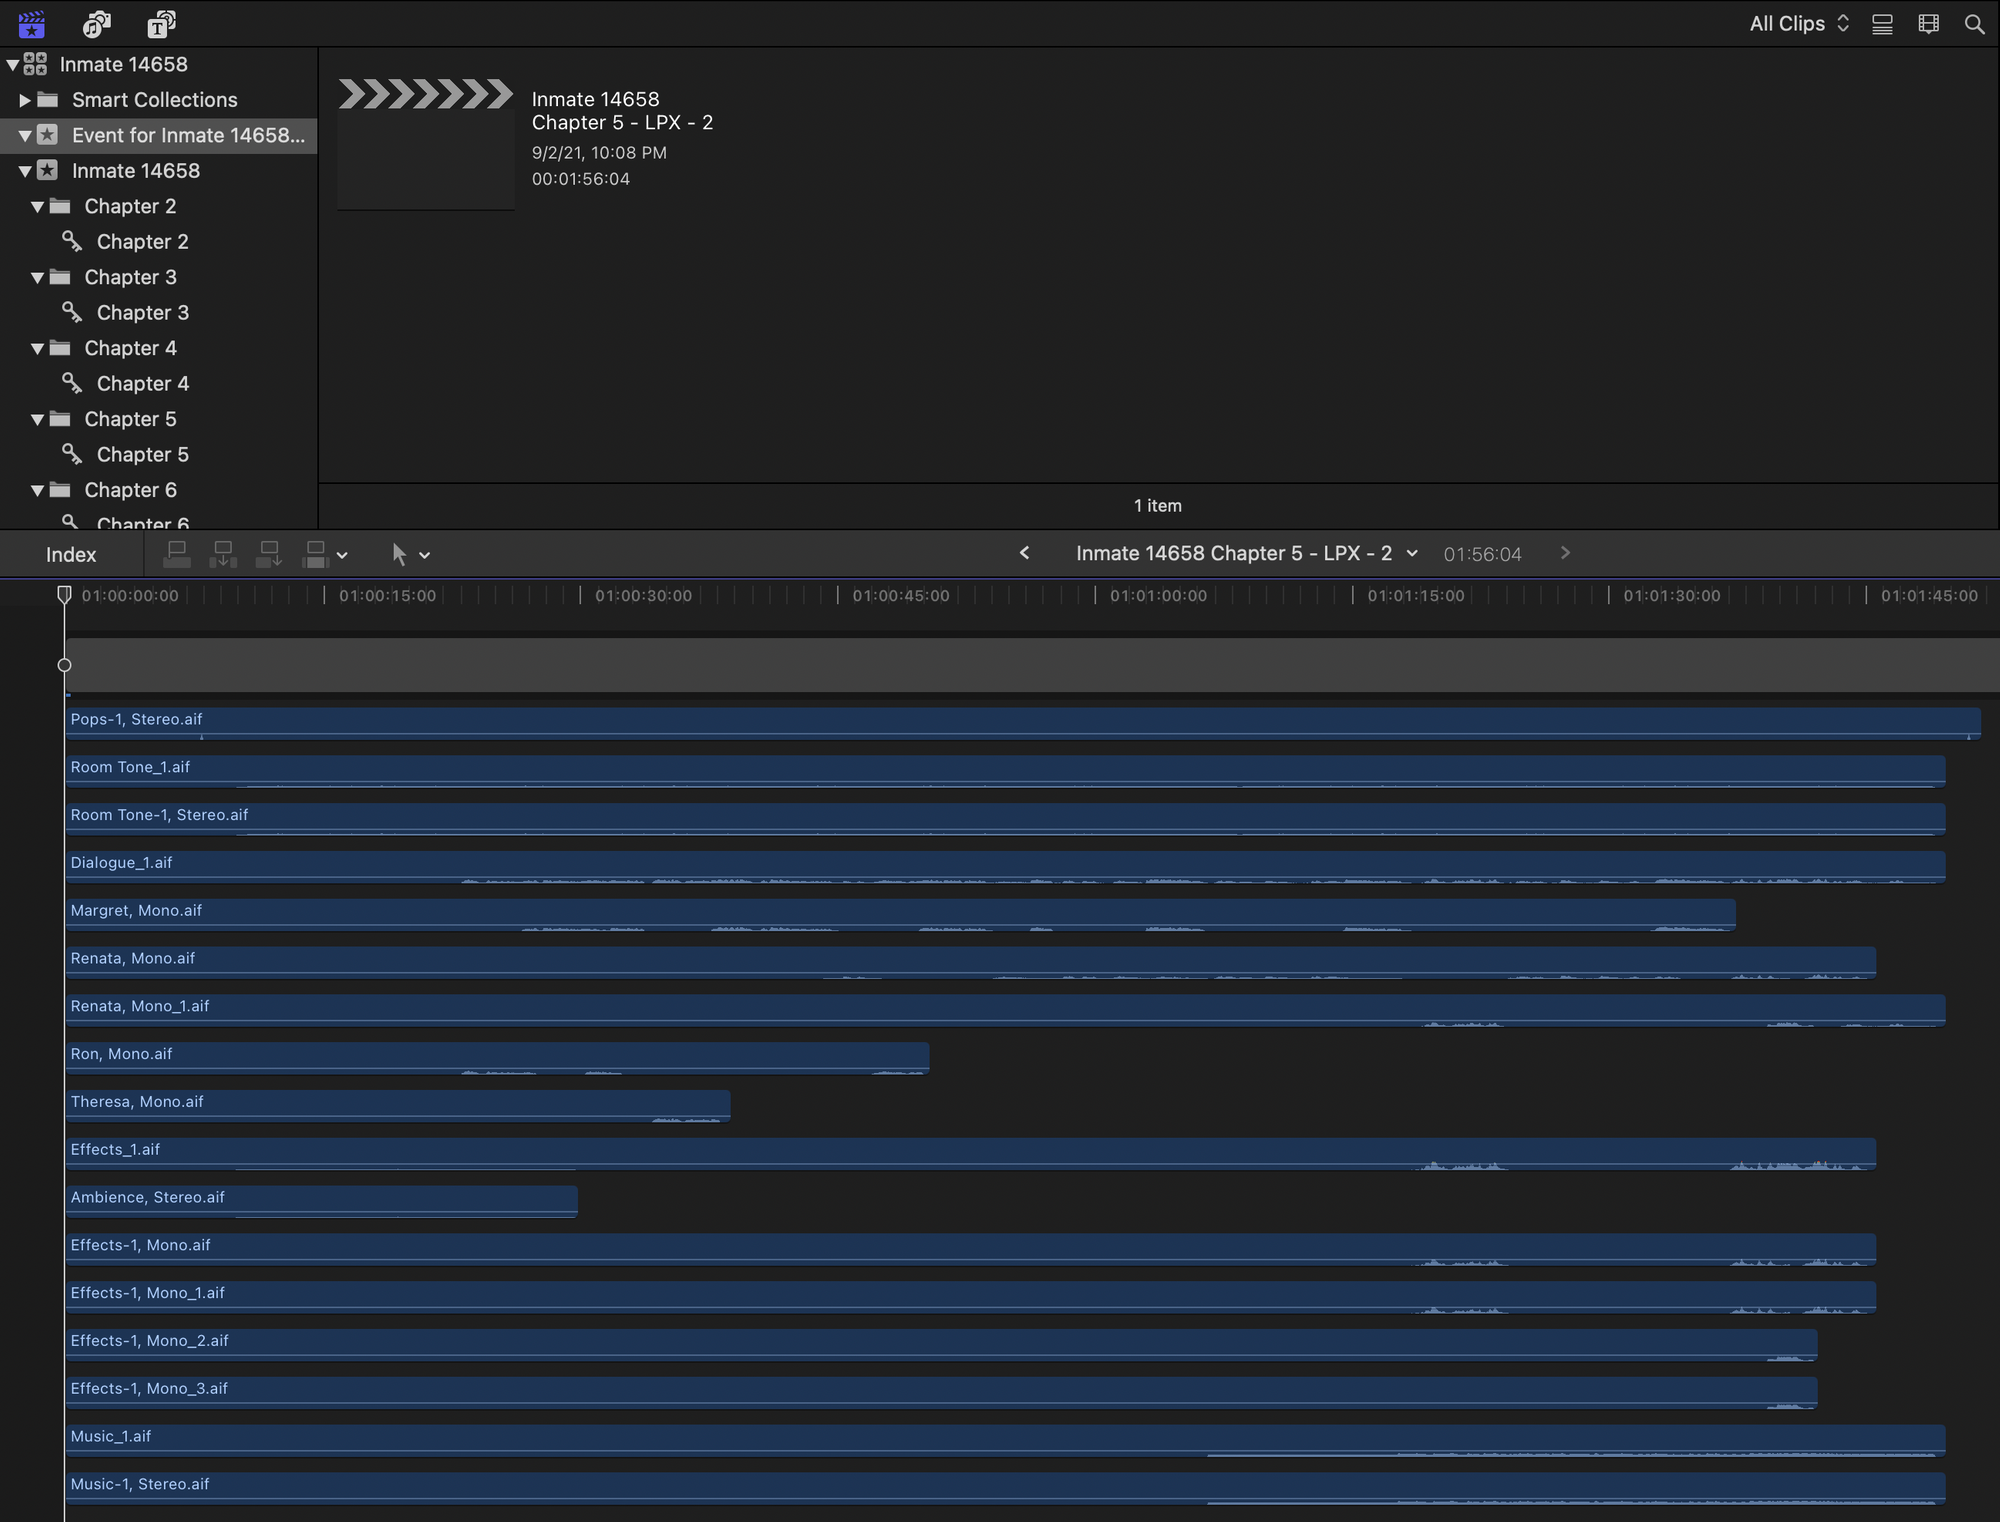 All Clips
Inmate 14658
Smart Collections
Event for Inmate 14658...
Inmate 14658
Chapter 2
Chapter 2
Chapter 3
Chapter 3
Chapter 4
Chapter 4
Chapter 5
Chapter 5
Chapter 6
Chapter 6
Inmate 14658
Chapter 5 - LPX - 2
9/2/21, 10:08 PM
00:01:56:04
1 item
Index
Inmate 14658 Chapter 5 - LPX - 2
01:56:04
01:00:00:00
01:00:15:00
01:00:30:00
01:00:45:00
01:01:00:00
01:01:15:00
01:01:30:00
01:01:45:00
Pops-1, Stereo.aif
Room Tone_1.aif
Room Tone-1, Stereo.aif
Dialogue_1.aif
Margret, Mono.aif
Renata, Mono.aif
Renata, Mono_1.aif
Ron, Mono.aif
Theresa, Mono.aif
Effects_1.aif
Ambience, Stereo.aif
Effects-1, Mono.aif
Effects-1, Mono_1.aif
Effects-1, Mono_2.aif
Effects-1, Mono_3.aif
Music_1.aif
Music-1, Stereo.aif